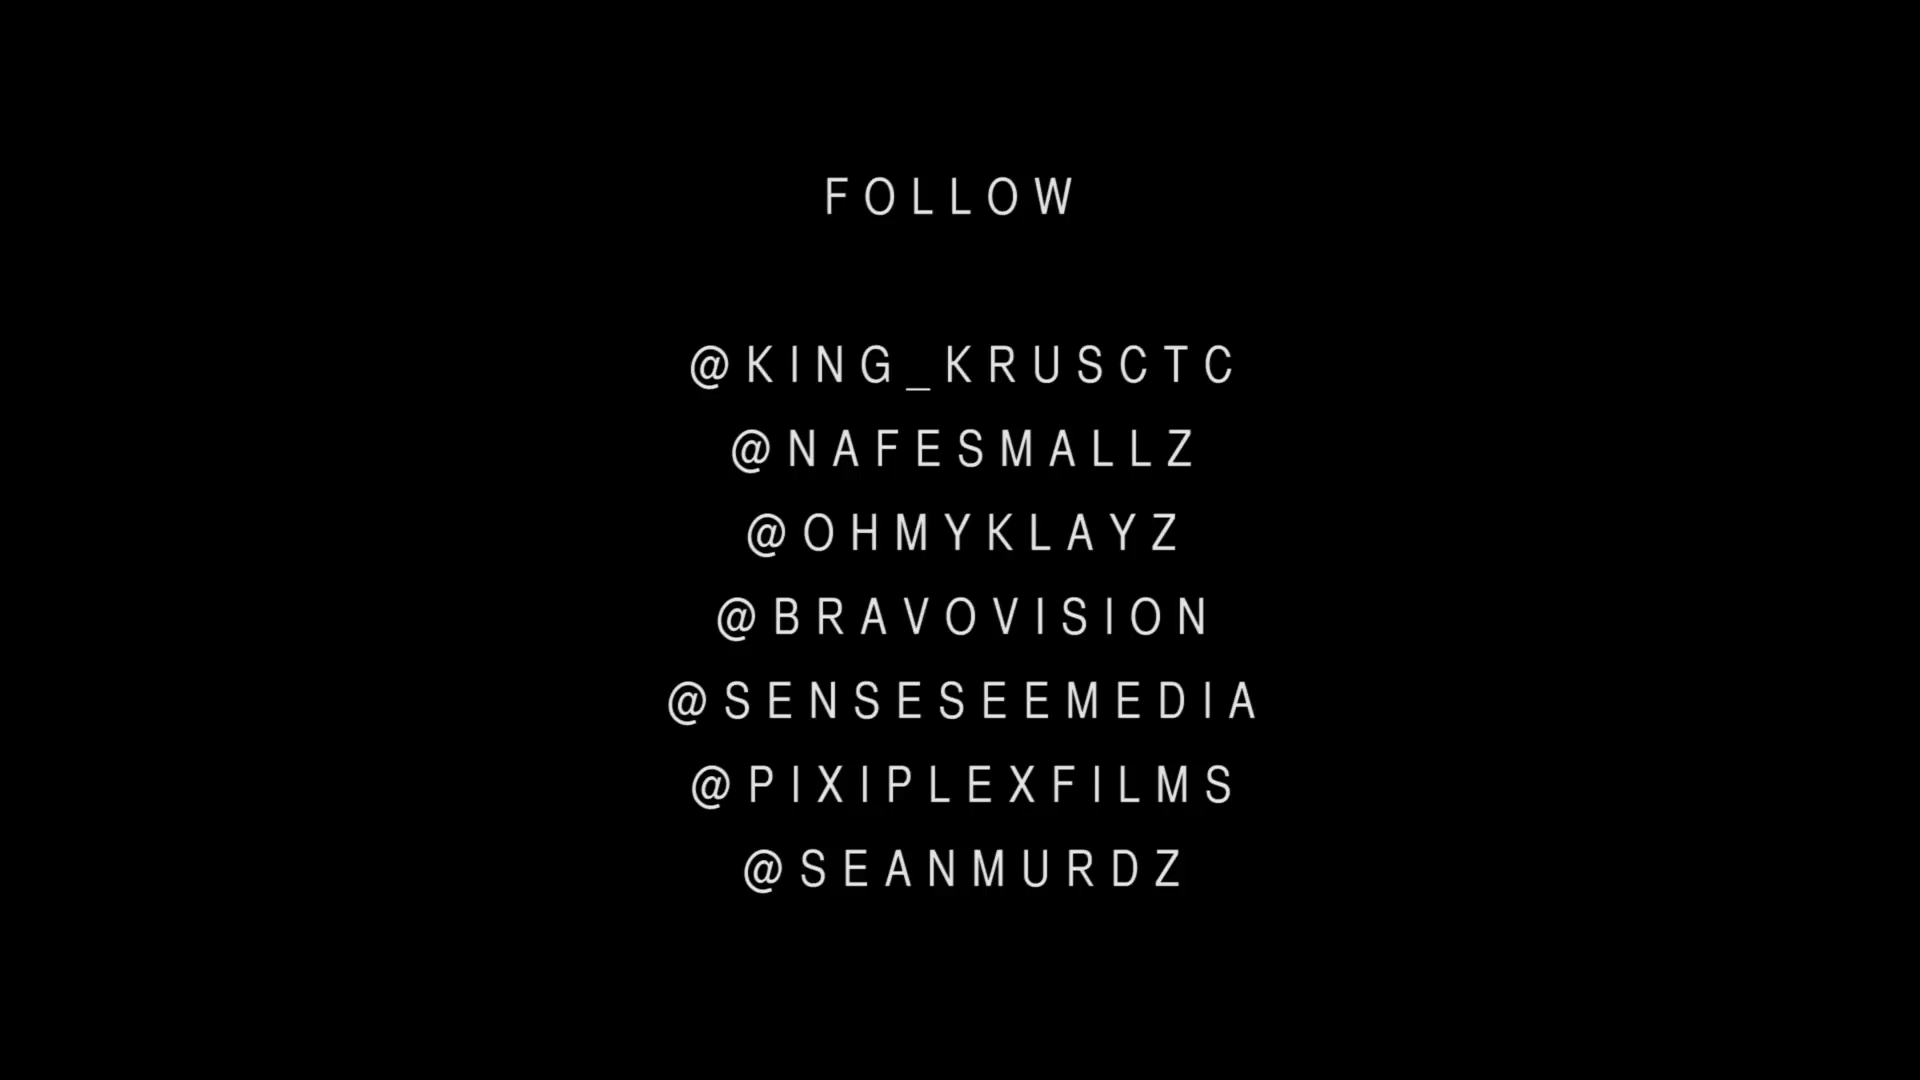 FOLLOW
@KING_KRUSCTC
@NAFESMALLZ
@OHMYKLAYZ
@BRAVOVISION
@SENSESEEMEDIA
@PIXIPLEXFILMS
@SEANMURDZ